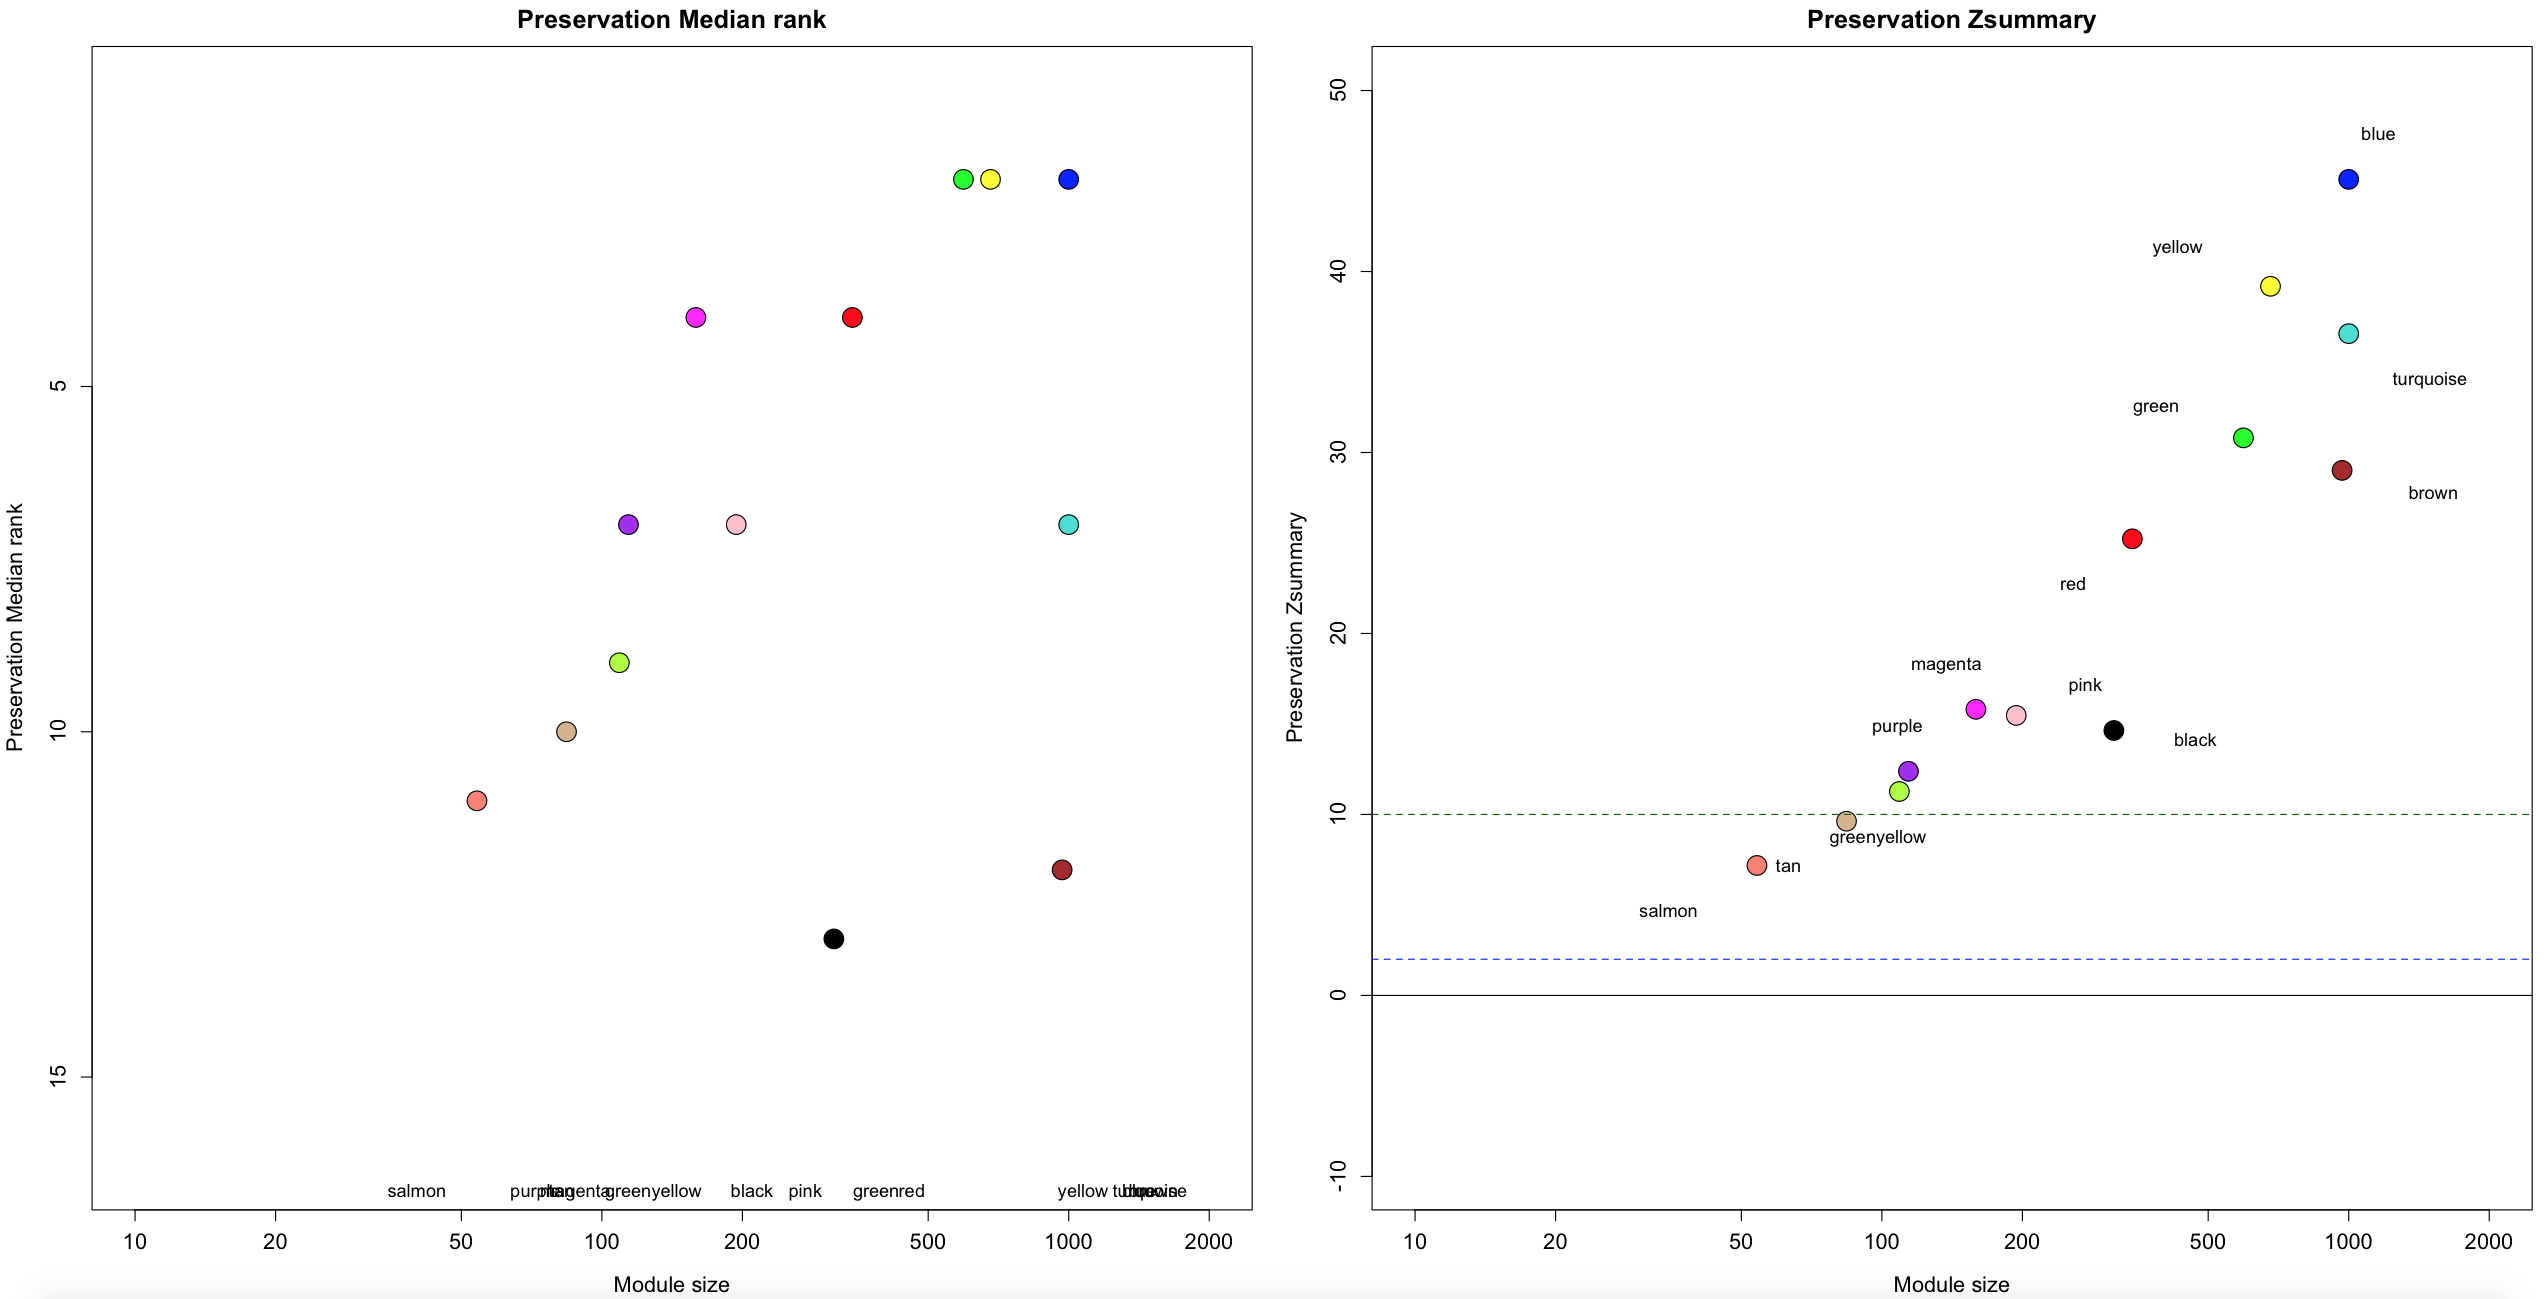 Preservation Median rank
Preservation Median rank
5
10
15
salmon
greenyellow
black
pink
greenred
yellow
10
20
50
100
200
500
1000
2000
Module size
Preservation Zsummary
Preservation Zsummary
50
40
30
20
10
0
-10
blue
yellow
turquoise
green
brown
red
magenta
pink
purple
black
greenyellow
tan
salmon
10
20
50
100
200
500
1000
2000
Module size